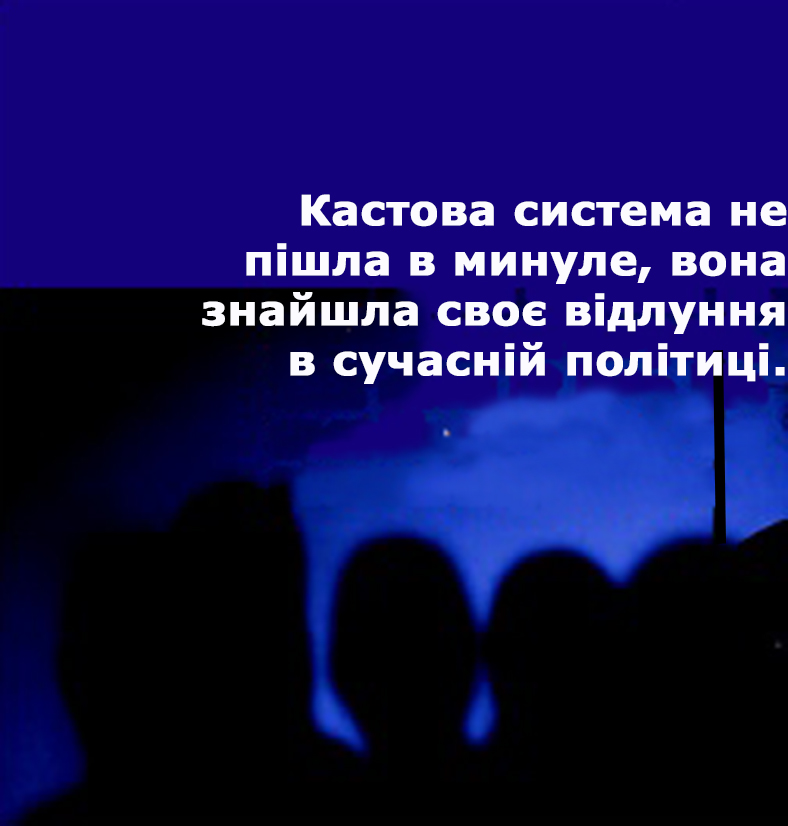 Кастова система не
пішла в минуле, вона
знайшла своє відлуння
в сучасній політиці.